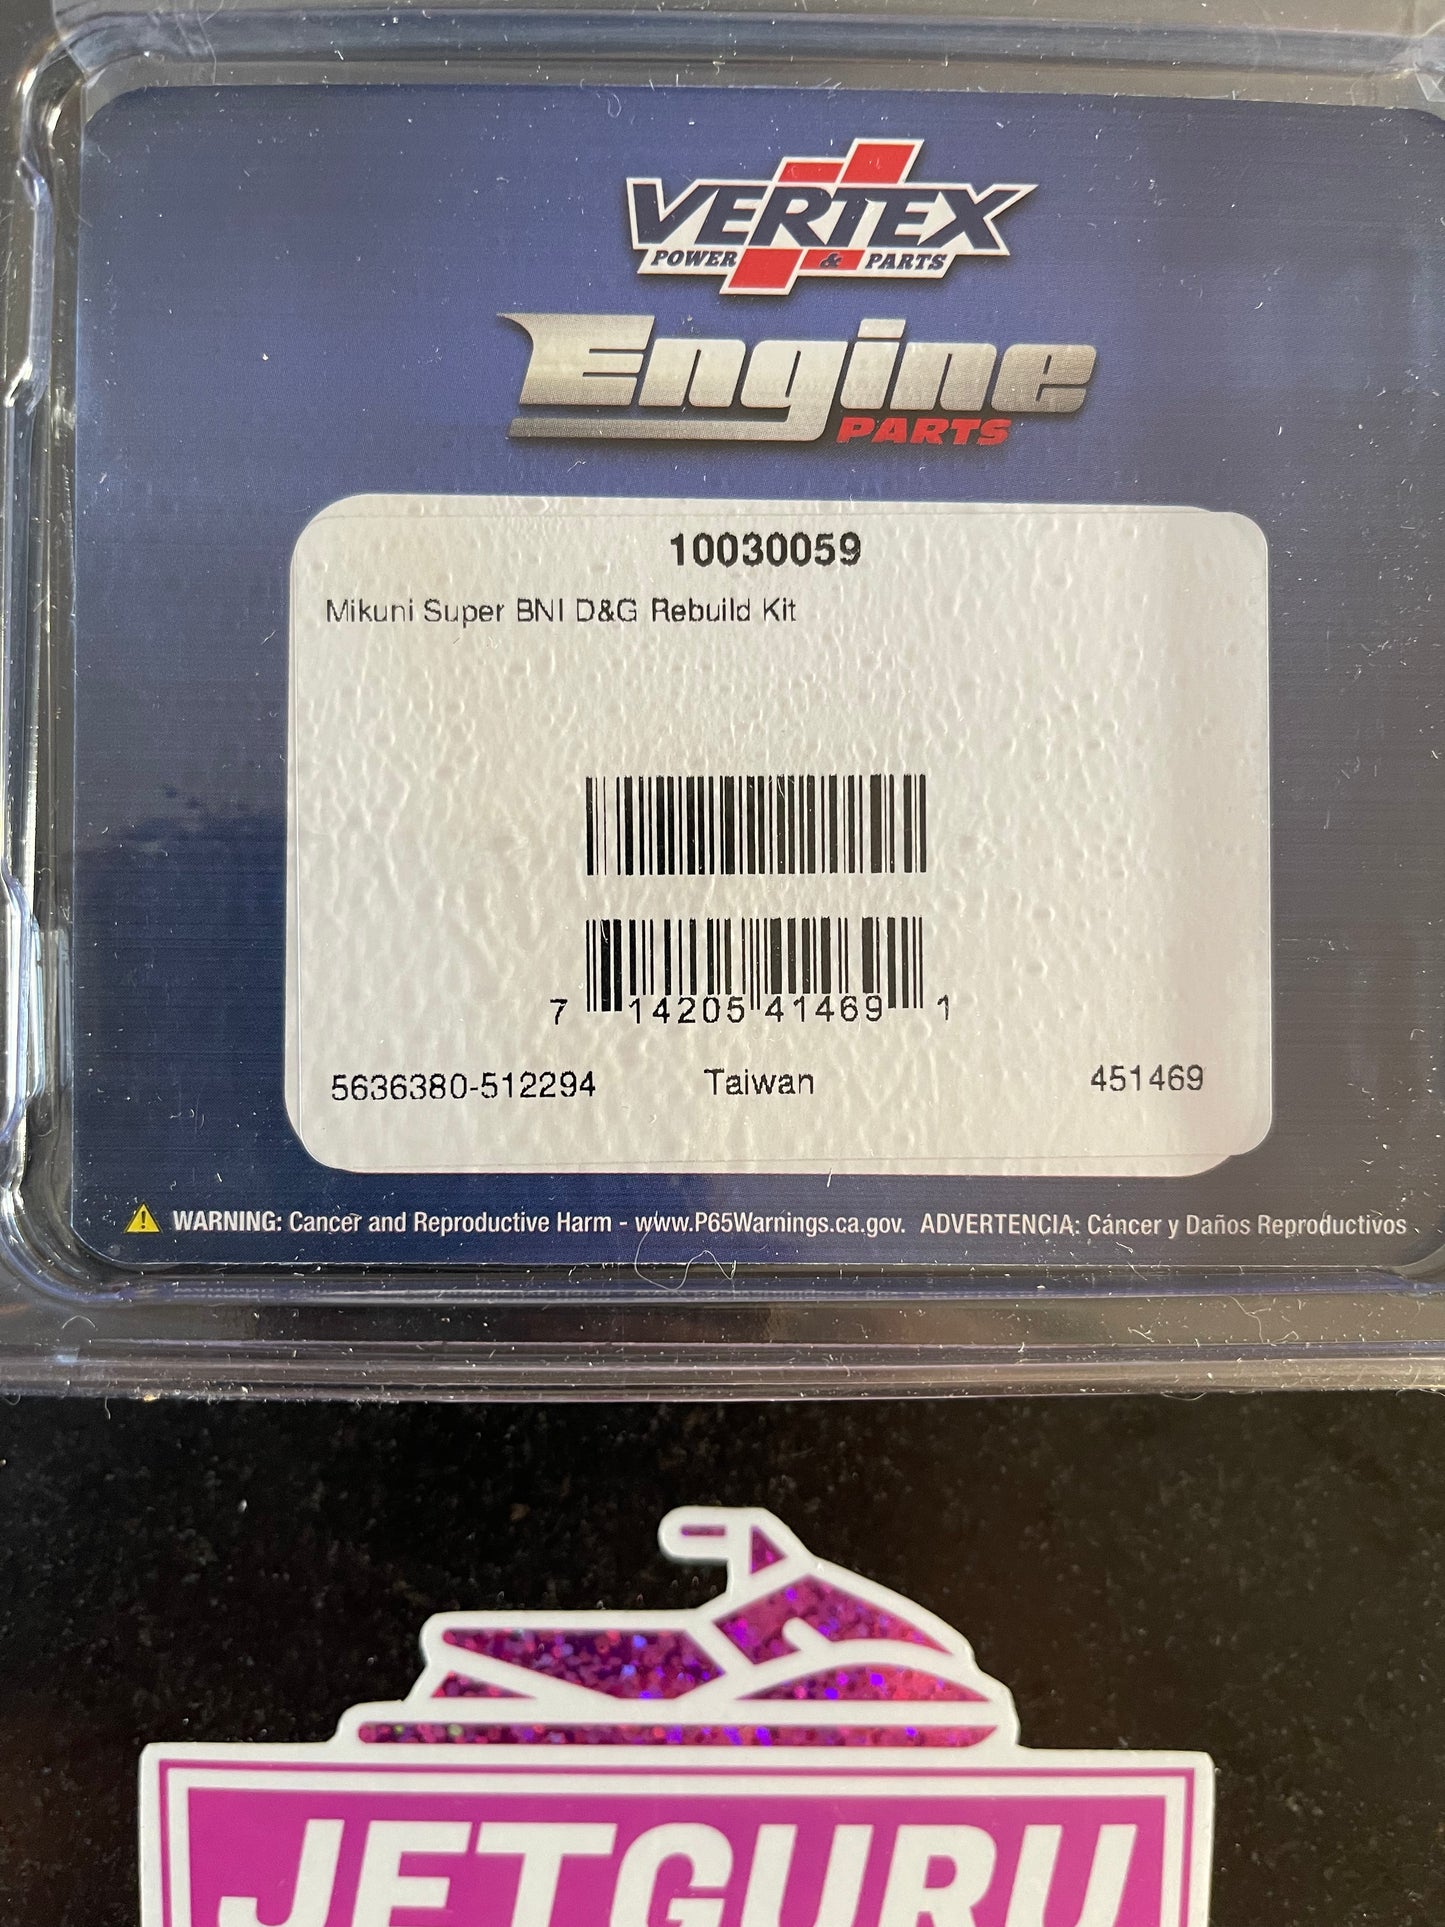 VERTEX
POWER & PARTS
Engine
PARTS
10030059
Mikuni Super BNI D&G Rebuild Kit
7 14205 41469 1
5636380-512294 Taiwan 451469
WARNING: Cancer and Reproductive Harm - www.P65Warnings.ca.gov. ADVERTENCIA: Cáncer y Daños Reproductivos
JETGURU